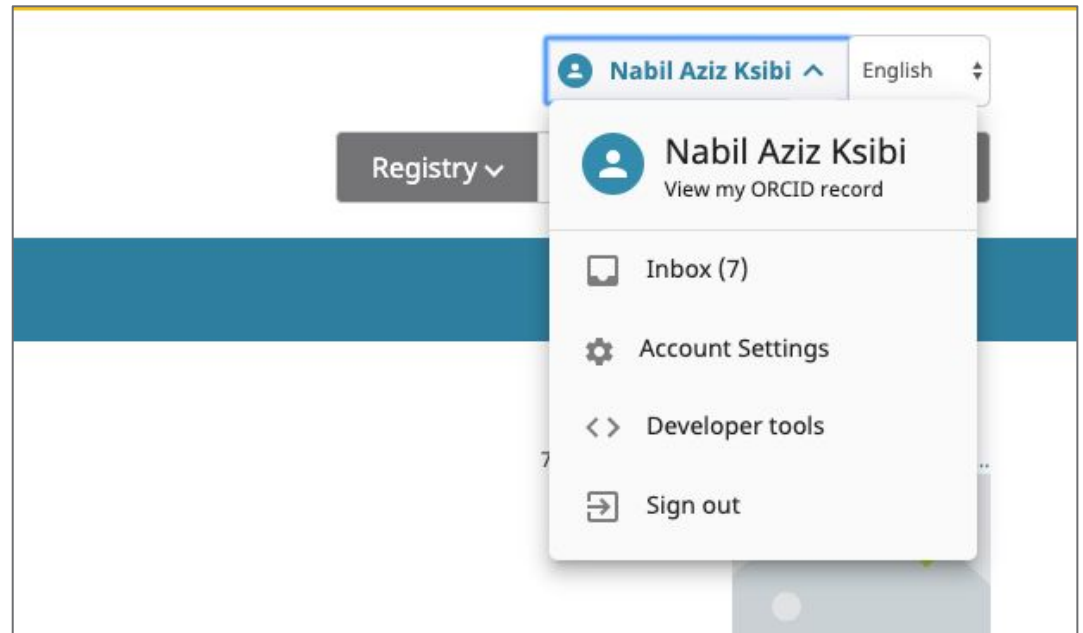 Nabil Aziz Ksibi
English
Registry
Nabil Aziz Ksibi
View my ORCID record
Inbox (7)
Account Settings
Developer tools
7
..
Sign out